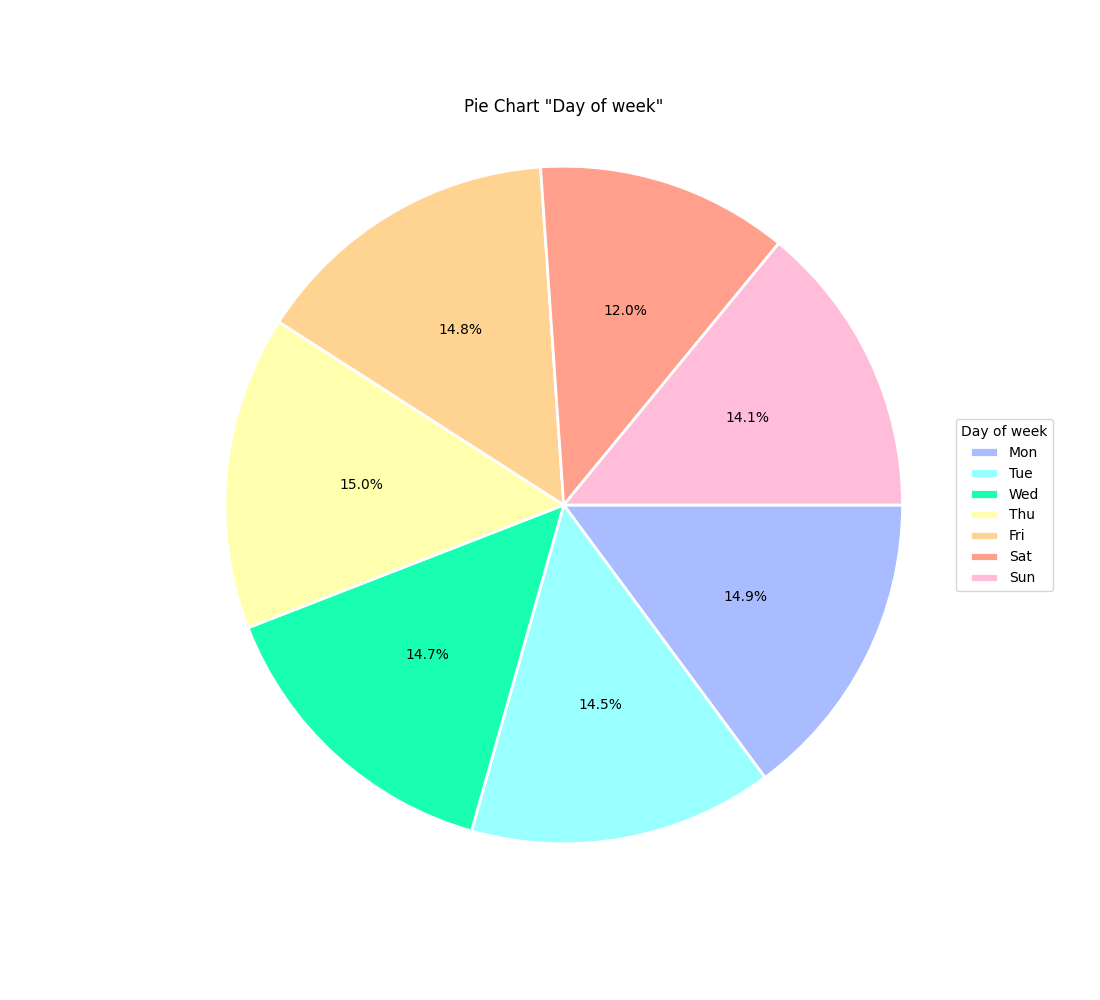 Pie Chart "Day of week"
12.0%
14.8%
14.1%
15.0%
14.9%
14.7%
14.5%
Day of week
Mon
Tue
Wed
Thu
Fri
Sat
Sun